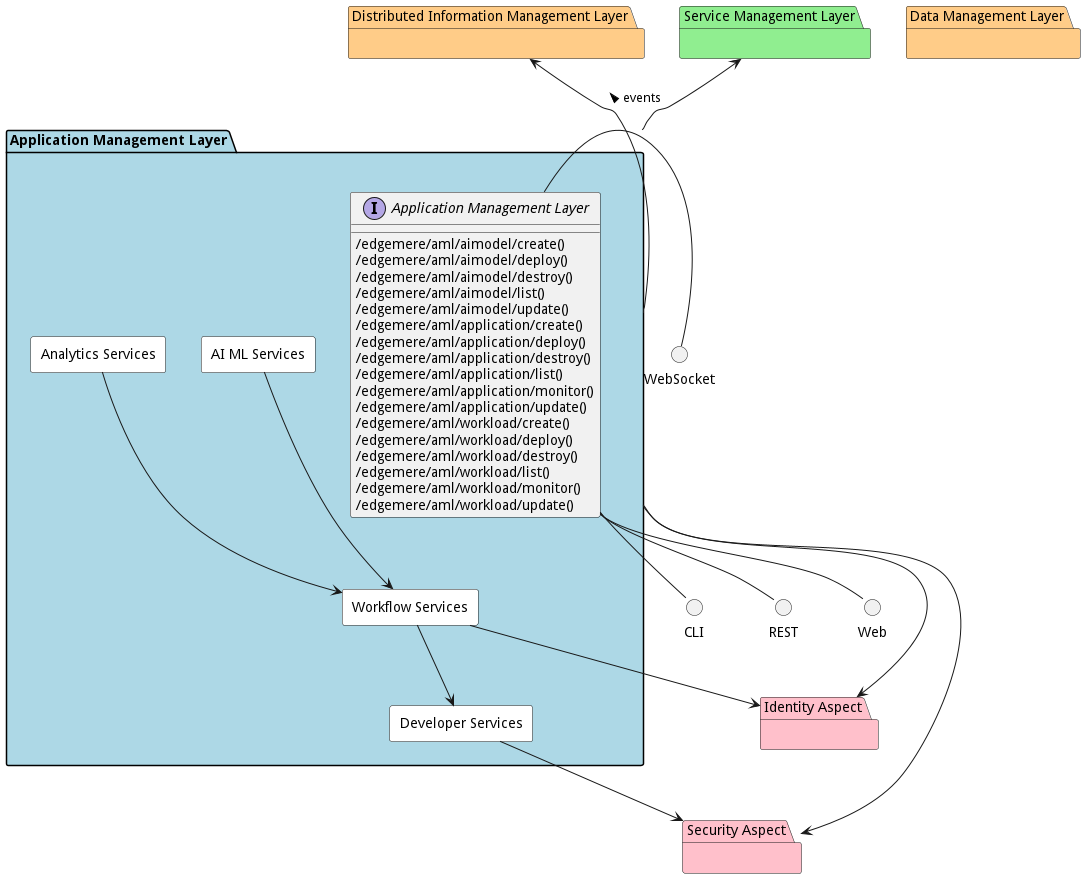 Distributed Information Management Layer
Service Management Layer
Data Management Layer
events
Application Management Layer
I
Application Management Layer
/edgemere/aml/aimodel/create()
/edgemere/aml/aimodel/deploy()
/edgemere/aml/aimodel/destroy()
/edgemere/aml/aimodel/list()
/edgemere/aml/aimodel/update()
/edgemere/aml/application/create()
/edgemere/aml/application/deploy()
/edgemere/aml/application/destroy()
/edgemere/aml/application/list()
/edgemere/aml/application/monitor()
/edgemere/aml/application/update()
/edgemere/aml/workload/create()
/edgemere/aml/workload/deploy()
/edgemere/aml/workload/destroy()
/edgemere/aml/workload/list()
/edgemere/aml/workload/monitor()
/edgemere/aml/workload/update()
Analytics Services
AI ML Services
WebSocket
Workflow Services
CLI
REST
Web
Identity Aspect
Developer Services
Security Aspect